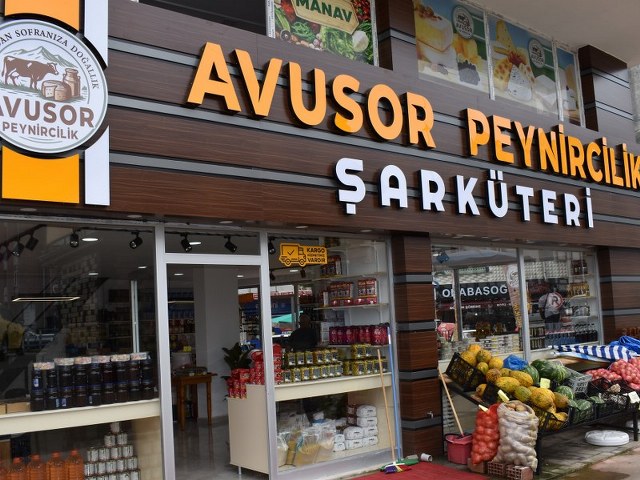 MANAV
AN SOFRANIZA DOĞALLIK
AVUSOR
PEYNİRCİLİK
AVUSOR PEYNİRCİLİK
ŞARKÜTERİ
KARGO
VARDIR